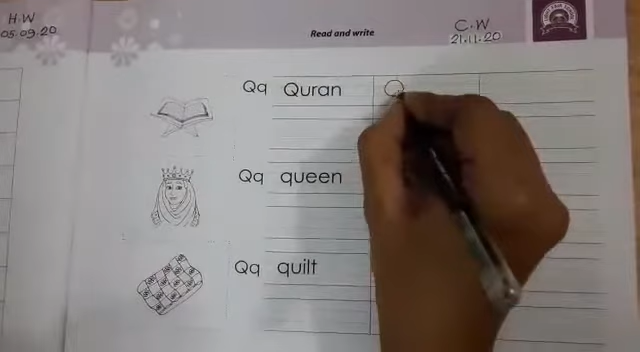 H.W
05.09.20
Read and write
C.W
21.11.20
Qq Quran Q
Qq queen
Qq quilt